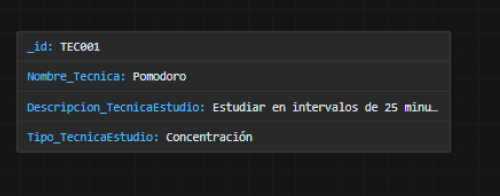 _id: TEC001
Nombre_Tecnica: Pomodoro
Descripcion_TecnicaEstudio: Estudiar en intervalos de 25 minu…
Tipo_TecnicaEstudio: Concentración